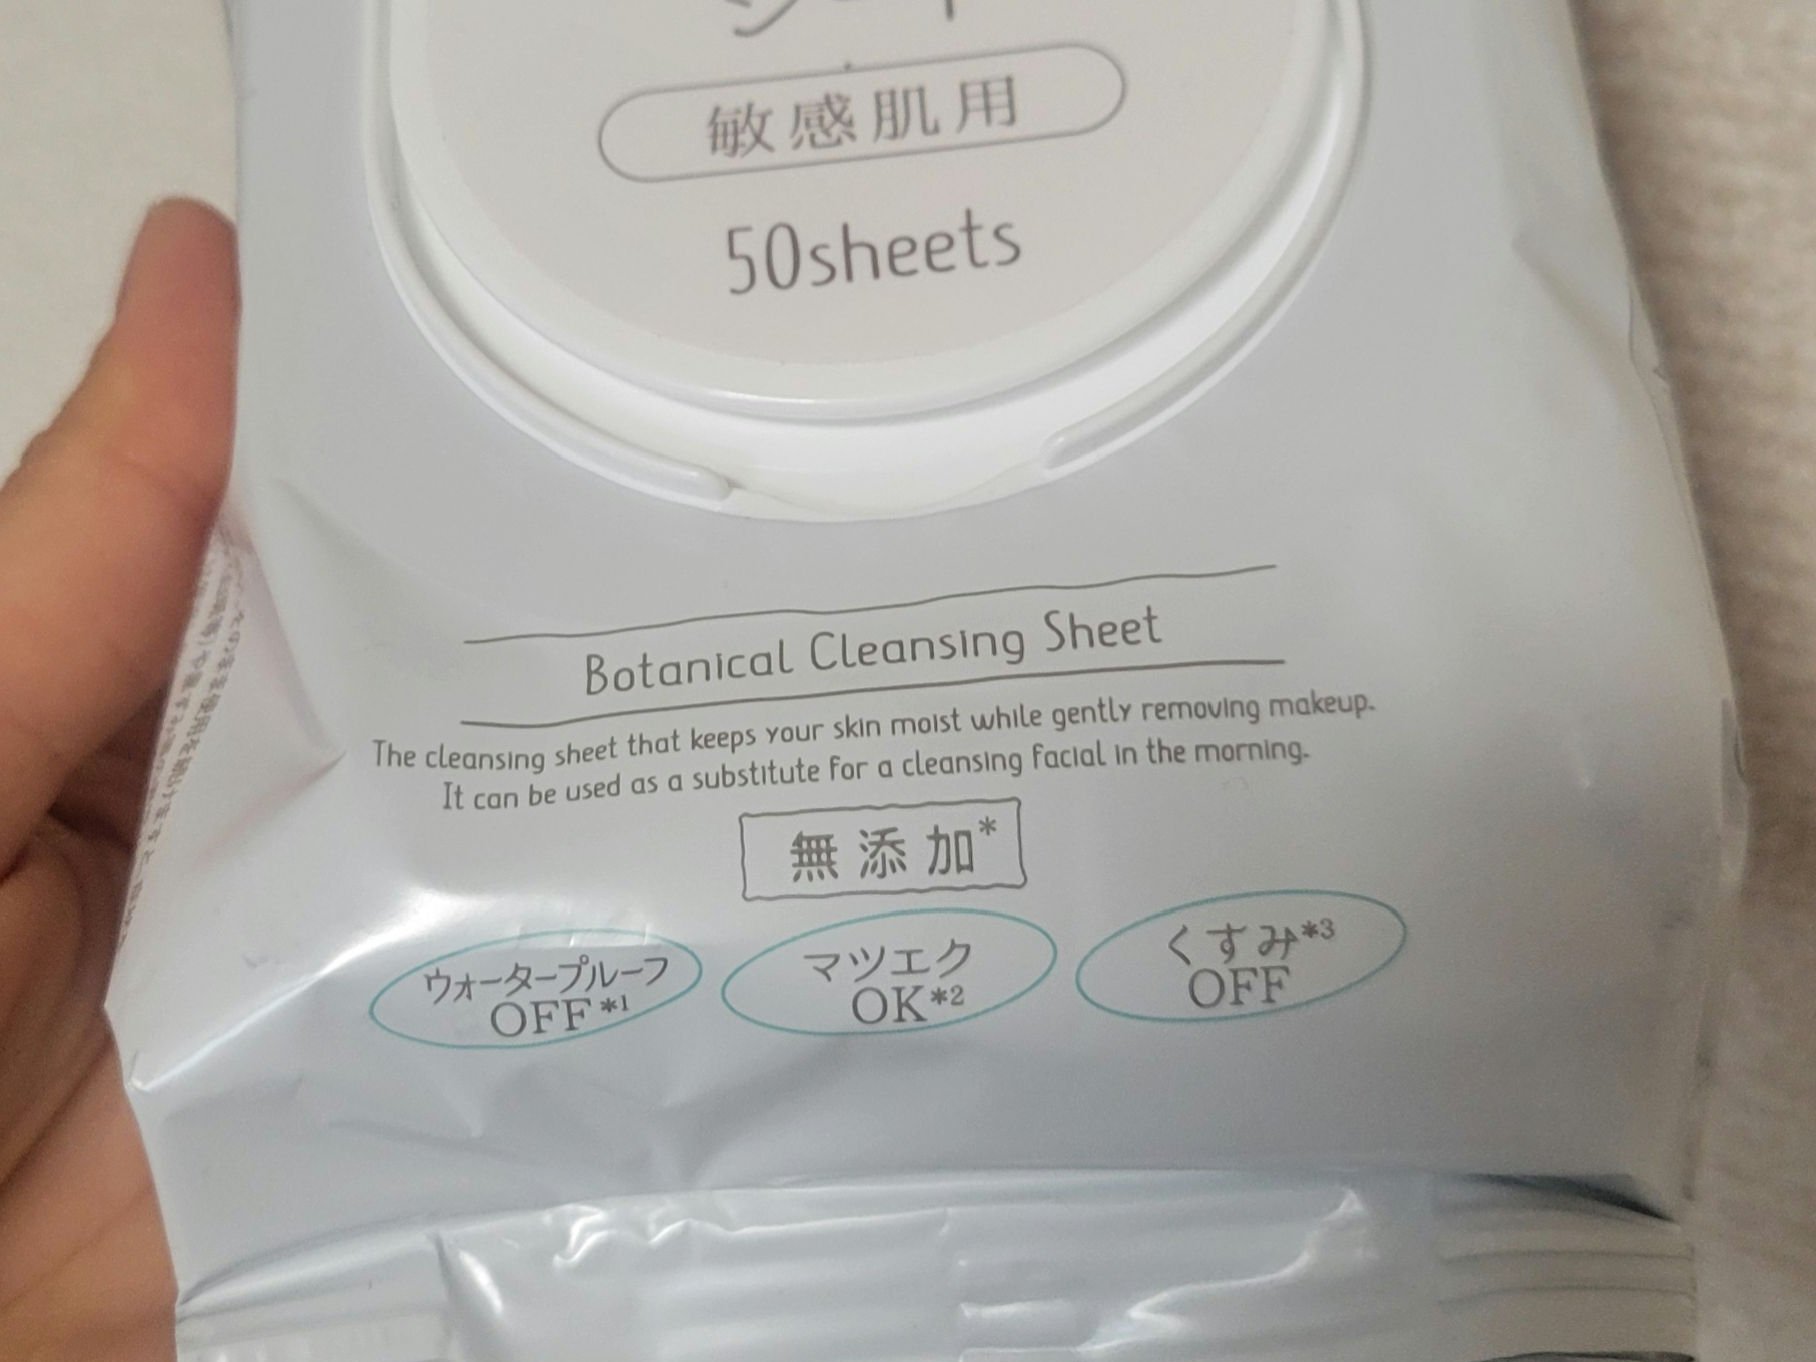 敏感肌用
50sheets
Botanical Cleansing Sheet
The cleansing sheet that keeps your skin moist while gently removing makeup.
It can be used as a substitute for a cleansing facial in the morning.
無添加*
ウォータープルーフ
OFF*1
マツエク
OK*2
くすみ*3
OFF